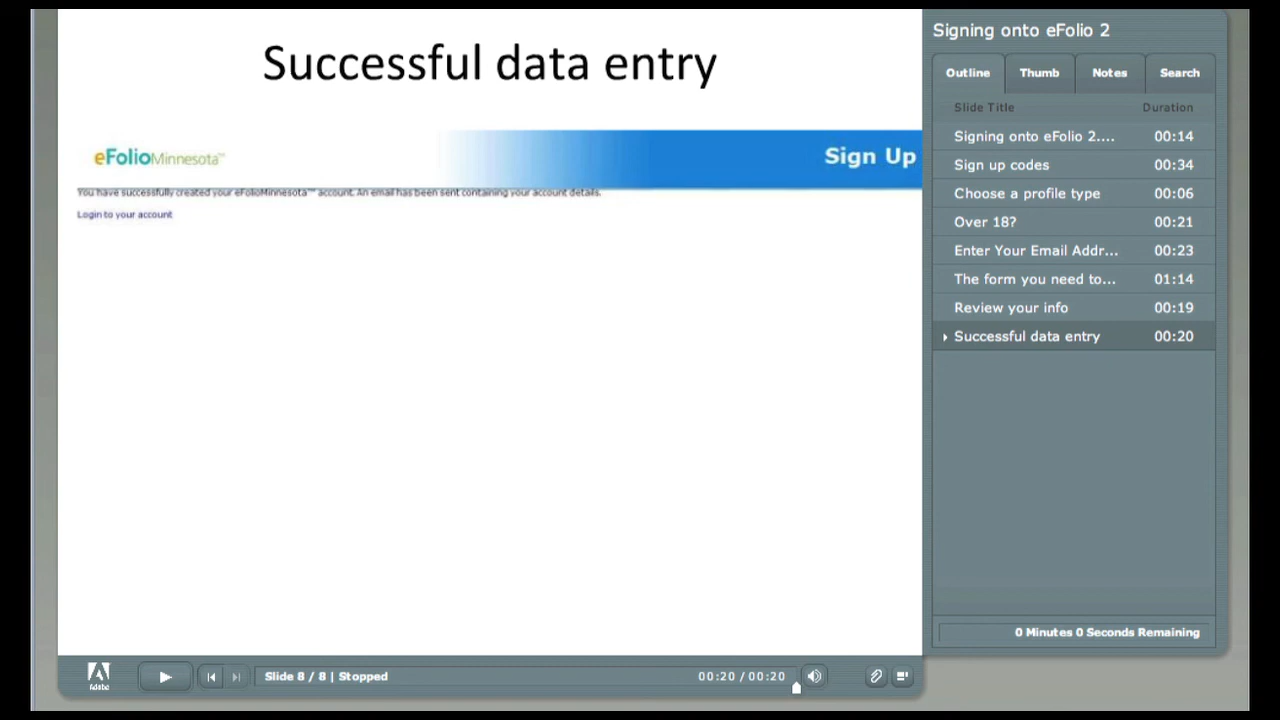 Successful data entry
eFolioMinnesota™
Sign Up
You have successfully created your eFolioMinnesota™ account. An email has been sent containing your account details.
Login to your account
Signing onto eFolio 2
Outline Thumb Notes Search
Slide Title Duration
Signing onto eFolio 2.... 00:14
Sign up codes 00:34
Choose a profile type 00:06
Over 18? 00:21
Enter Your Email Addr... 00:23
The form you need to... 01:14
Review your info 00:19
Successful data entry 00:20
0 Minutes 0 Seconds Remaining
Adobe
Slide 8 / 8 | Stopped 00:20 / 00:20